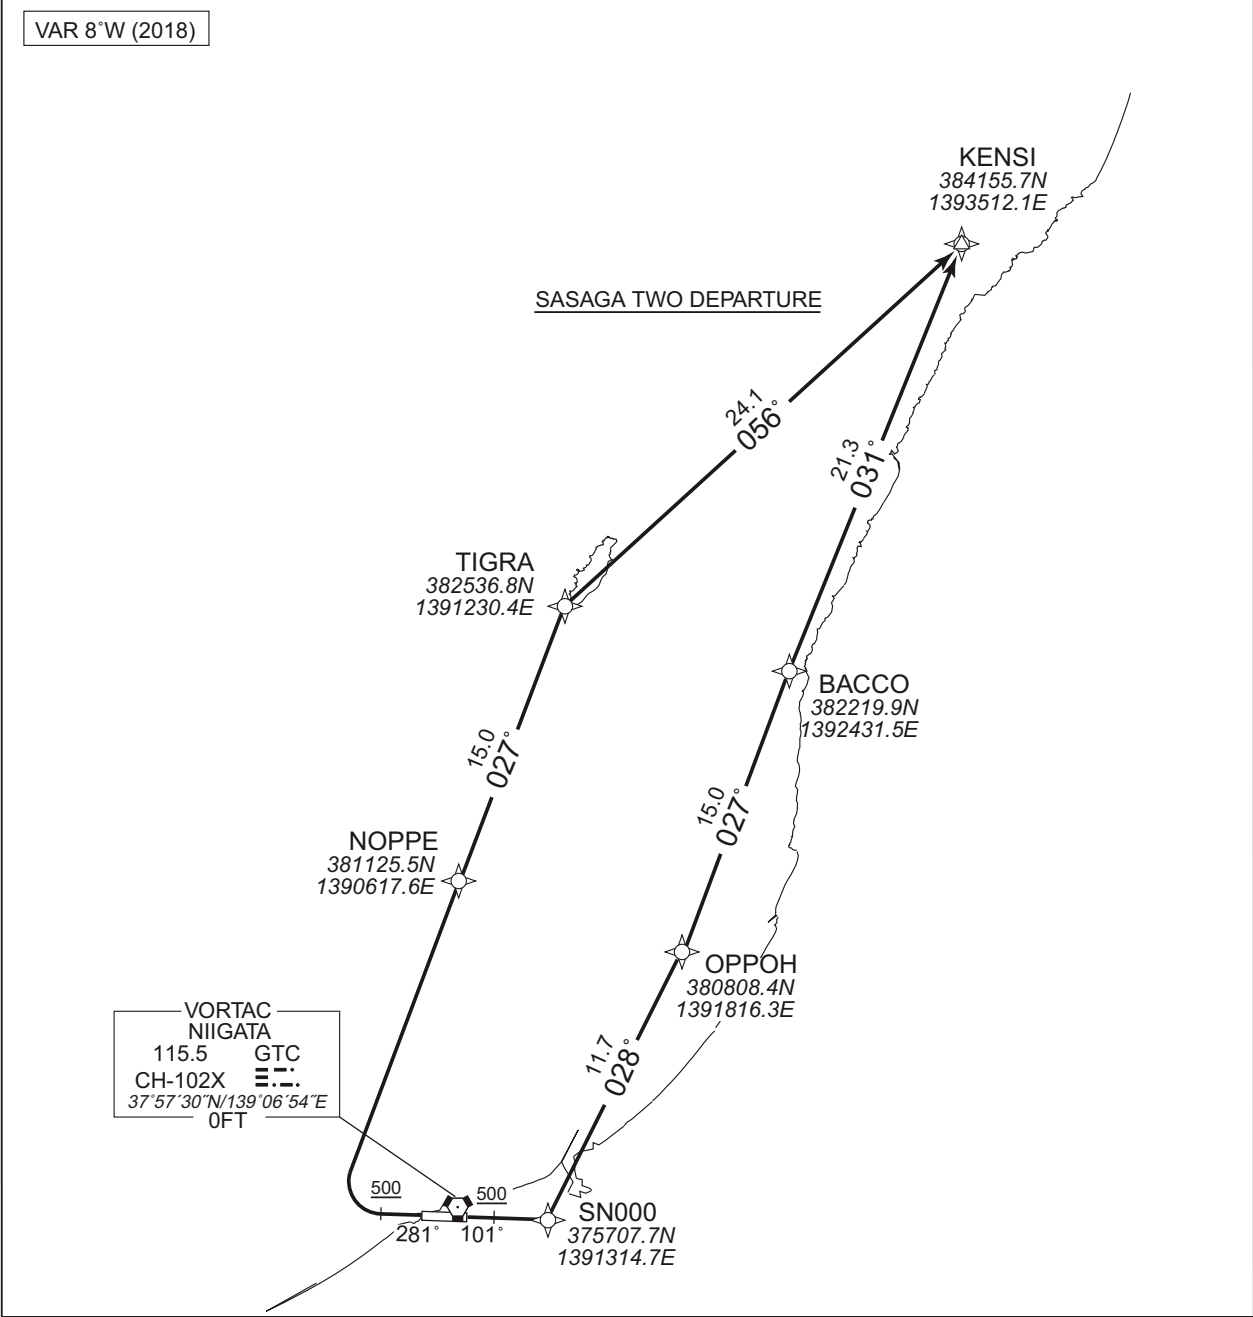 VAR 8˚W (2018)
KENSI
384155.7N
1393512.1E
SASAGA TWO DEPARTURE
24.1
056˚
21.3
031˚
TIGRA
382536.8N
1391230.4E
BACCO
382219.9N
1392431.5E
15.0
027˚
15.0
027˚
NOPPE
381125.5N
1390617.6E
OPPOH
380808.4N
1391816.3E
11.7
028˚
VORTAC
NIIGATA
115.5 GTC
CH-102X
37˚57´30˝N/139˚06´54˝E
0FT
500
500
281˚ 101˚
SN000
375707.7N
1391314.7E